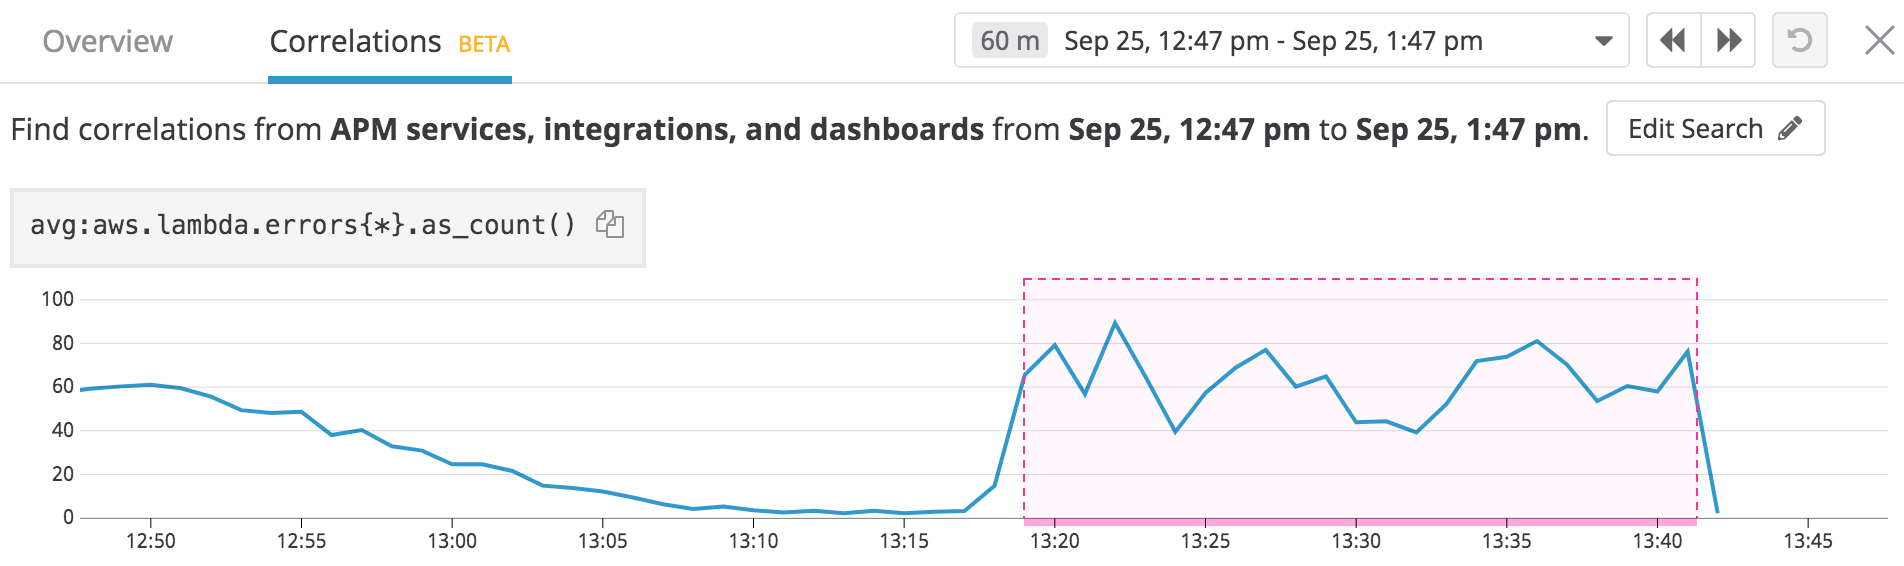 Overview Correlations BETA 60 m Sep 25, 12:47 pm - Sep 25, 1:47 pm
Find correlations from APM services, integrations, and dashboards from Sep 25, 12:47 pm to Sep 25, 1:47 pm. Edit Search
avg:aws.lambda.errors{*}.as_count()
100
80
60
40
20
0
12:50 12:55 13:00 13:05 13:10 13:15 13:20 13:25 13:30 13:35 13:40 13:45